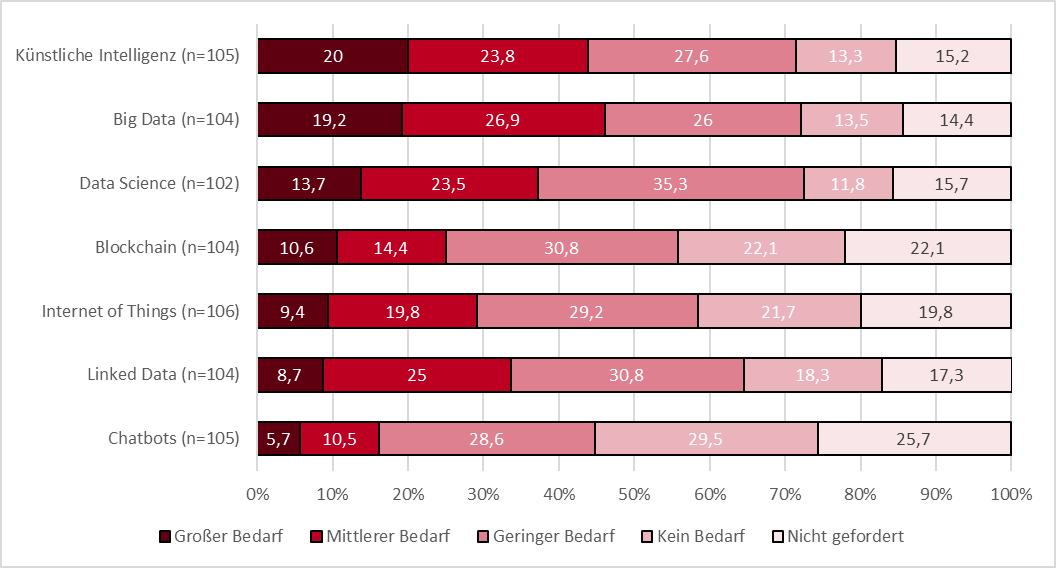 Künstliche Intelligenz (n=105) 20 23,8 27,6 13,3 15,2
Big Data (n=104) 19,2 26,9 26 13,5 14,4
Data Science (n=102) 13,7 23,5 35,3 11,8 15,7
Blockchain (n=104) 10,6 14,4 30,8 22,1 22,1
Internet of Things (n=106) 9,4 19,8 29,2 21,7 19,8
Linked Data (n=104) 8,7 25 30,8 18,3 17,3
Chatbots (n=105) 5,7 10,5 28,6 29,5 25,7
0% 10% 20% 30% 40% 50% 60% 70% 80% 90% 100%
Großer Bedarf Mittlerer Bedarf Geringer Bedarf Kein Bedarf Nicht gefordert